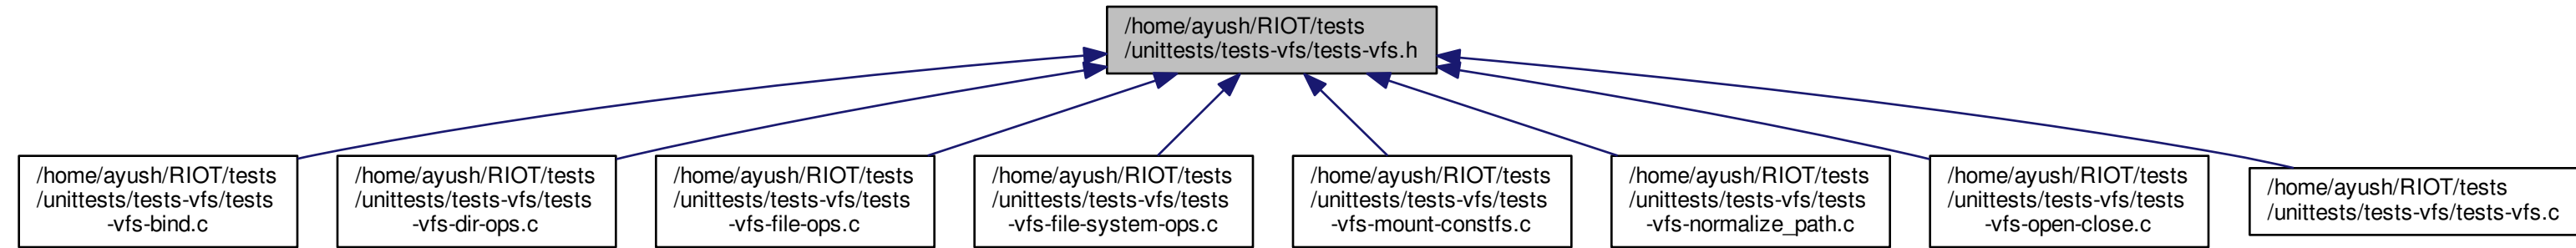 /home/ayush/RIOT/tests
/unittests/tests-vfs/tests-vfs.h
/home/ayush/RIOT/tests
/unittests/tests-vfs/tests
-vfs-bind.c
/home/ayush/RIOT/tests
/unittests/tests-vfs/tests
-vfs-dir-ops.c
/home/ayush/RIOT/tests
/unittests/tests-vfs/tests
-vfs-file-ops.c
/home/ayush/RIOT/tests
/unittests/tests-vfs/tests
-vfs-file-system-ops.c
/home/ayush/RIOT/tests
/unittests/tests-vfs/tests
-vfs-mount-constfs.c
/home/ayush/RIOT/tests
/unittests/tests-vfs/tests
-vfs-normalize_path.c
/home/ayush/RIOT/tests
/unittests/tests-vfs/tests
-vfs-open-close.c
/home/ayush/RIOT/tests
/unittests/tests-vfs/tests-vfs.c